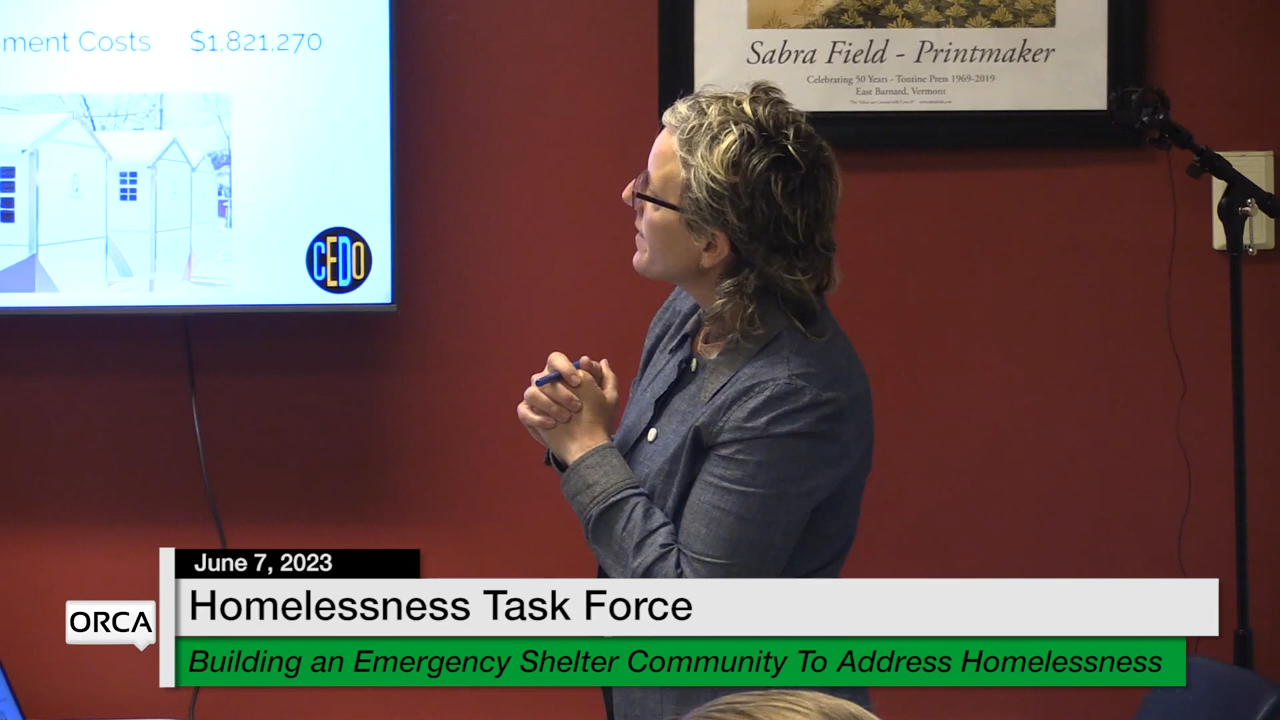 ment Costs $1,821,270
CEDO
Sabra Field - Printmaker
Celebrating 50 Years - Tontine Press 1969-2019
East Barnard, Vermont
June 7, 2023
Homelessness Task Force
ORCA
Building an Emergency Shelter Community To Address Homelessness